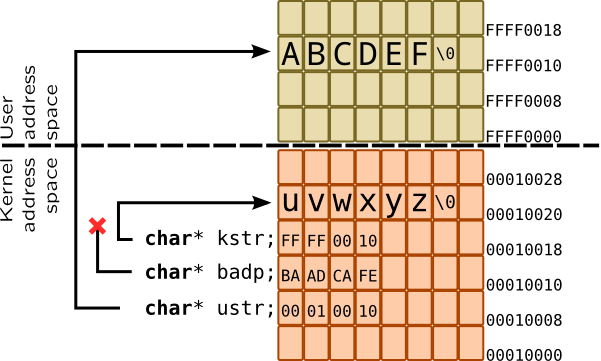 User
address
space
FFFF0018
A B C D E F \0
FFFF0010
FFFF0008
FFFF0000
Kernel
address
space
00010028
u v w x y z \0
00010020
char* kstr; FF FF 00 10
00010018
char* badp; BA AD CA FE
00010010
char* ustr; 00 01 00 10
00010008
00010000